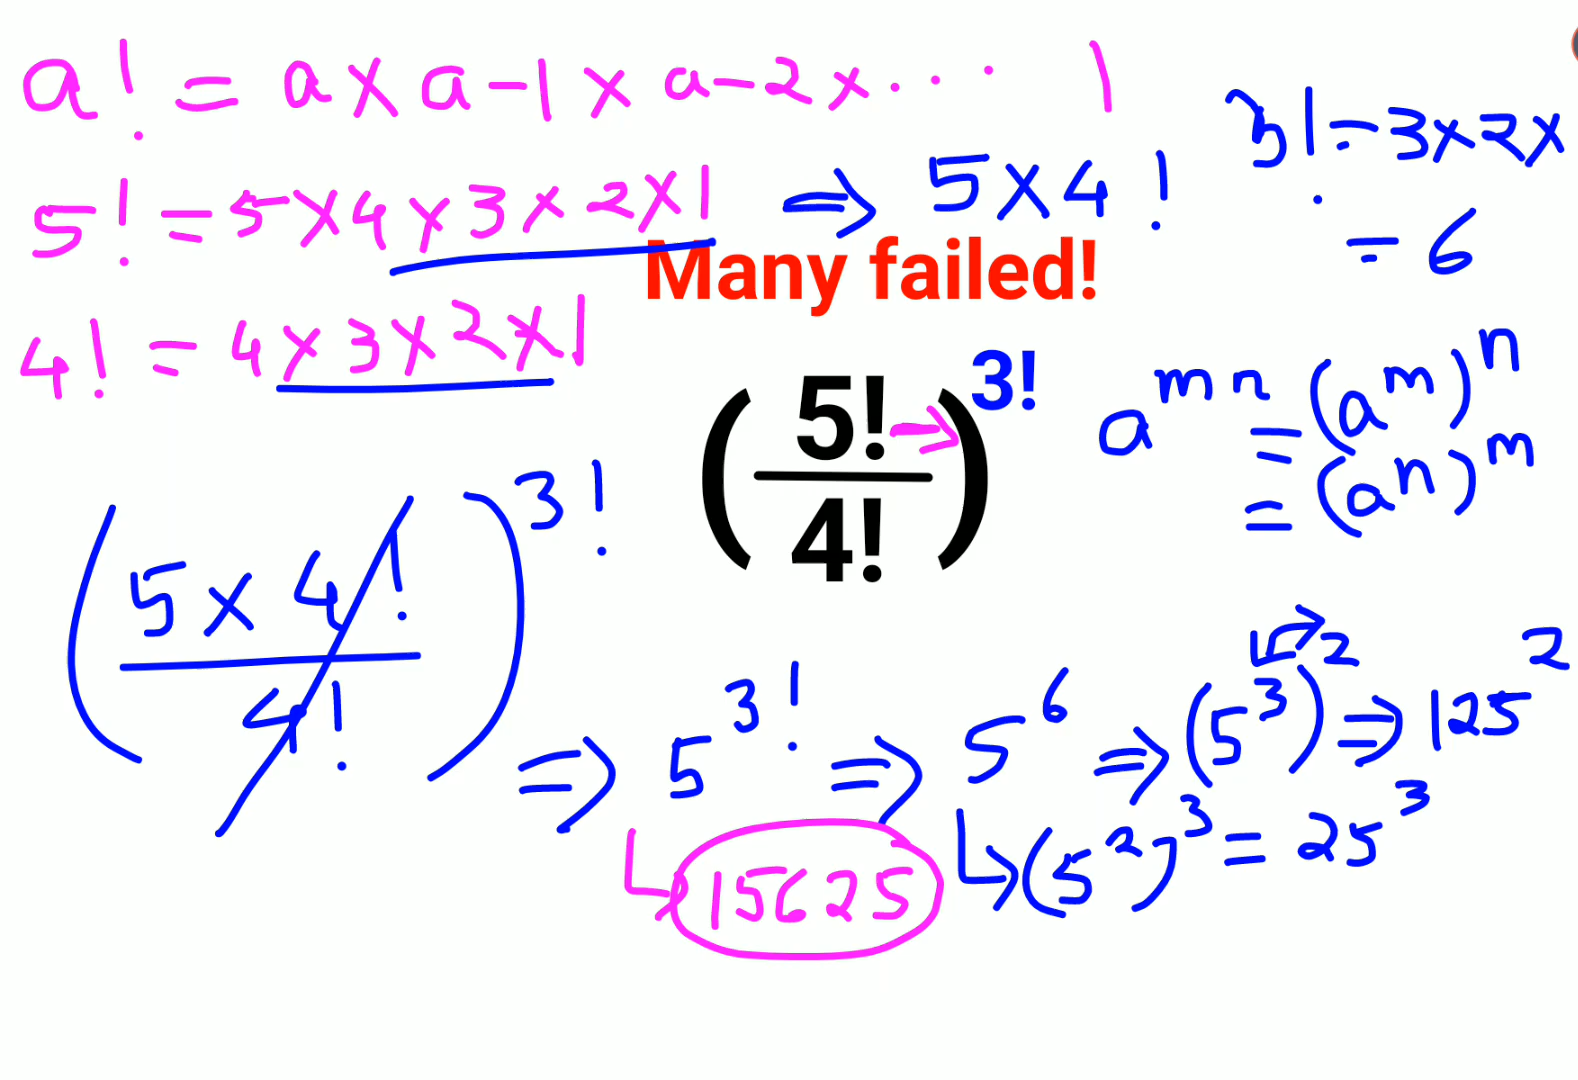 a! = a x a-1 x a-2 x . . . . 1
5! = 5 x 4 x 3 x 2 x 1 ⇒ 5 x 4!
3! = 3 x 2 x
= 6
Many failed!
4! = 4 x 3 x 2 x 1
(5!/4!)^3!
a^mn = (a^m)^n
= (a^n)^m
(5 x 4!/4!)^3! ⇒ 5^3! ⇒ 5^6 ⇒ (5^3)^2 ⇒ 125^2
↳ (5^2)^3 = 25^3
↳ 15625